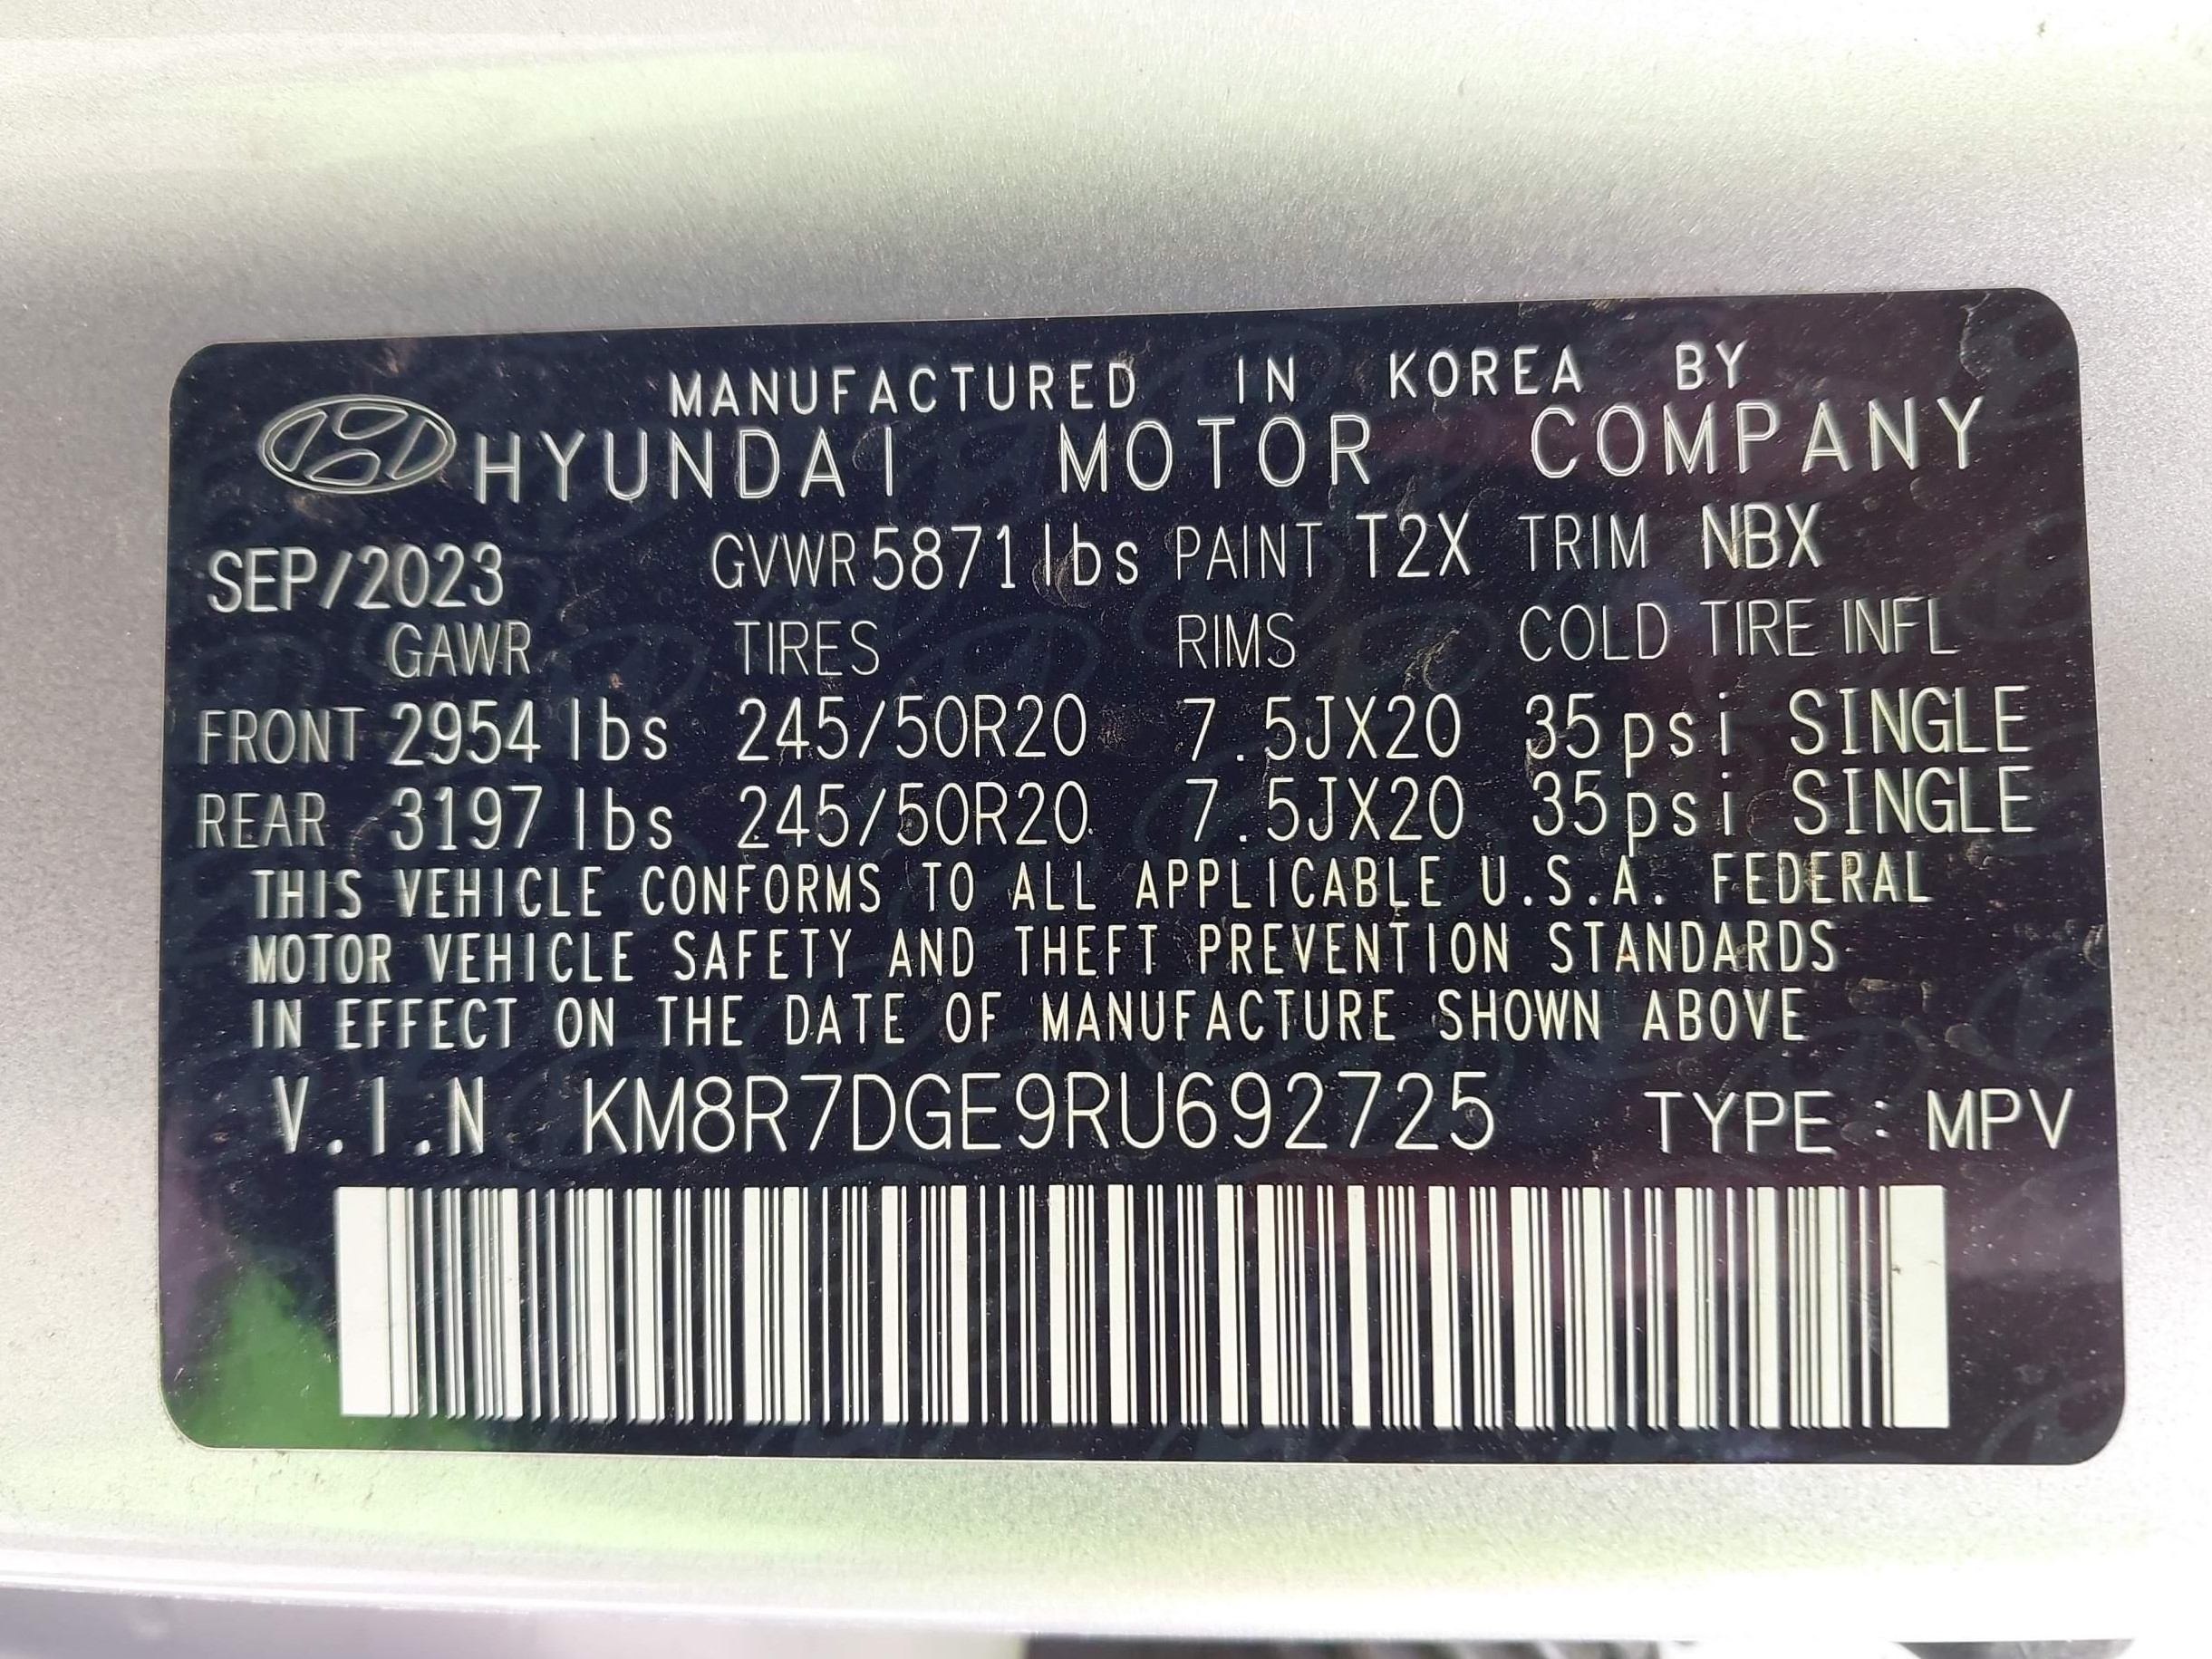 MANUFACTURED IN KOREA BY
HYUNDAI MOTOR COMPANY
SEP/2023 GVWR 5871 lbs PAINT T2X TRIM NBX
GAWR TIRES RIMS COLD TIRE INFL
FRONT 2954 lbs 245/50R20 7.5JX20 35psi SINGLE
REAR 3197 lbs 245/50R20 7.5JX20 35psi SINGLE
THIS VEHICLE CONFORMS TO ALL APPLICABLE U.S.A. FEDERAL
MOTOR VEHICLE SAFETY AND THEFT PREVENTION STANDARDS
IN EFFECT ON THE DATE OF MANUFACTURE SHOWN ABOVE
V.I.N KM8R7DGE9RU692725 TYPE : MPV